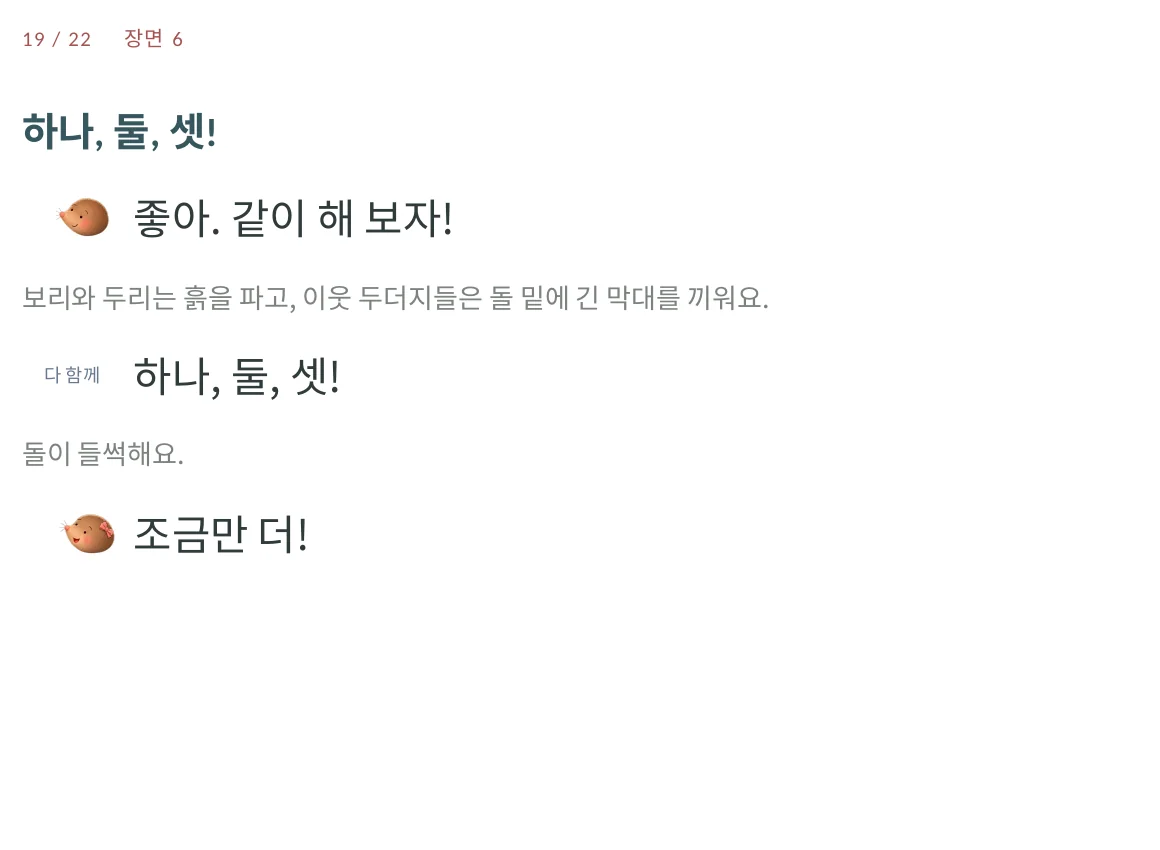 19 / 22 장면 6
하나, 둘, 셋!
좋아. 같이 해 보자!
보리와 두리는 흙을 파고, 이웃 두더지들은 돌 밑에 긴 막대를 끼워요.
다 함께 하나, 둘, 셋!
돌이 들썩해요.
조금만 더!